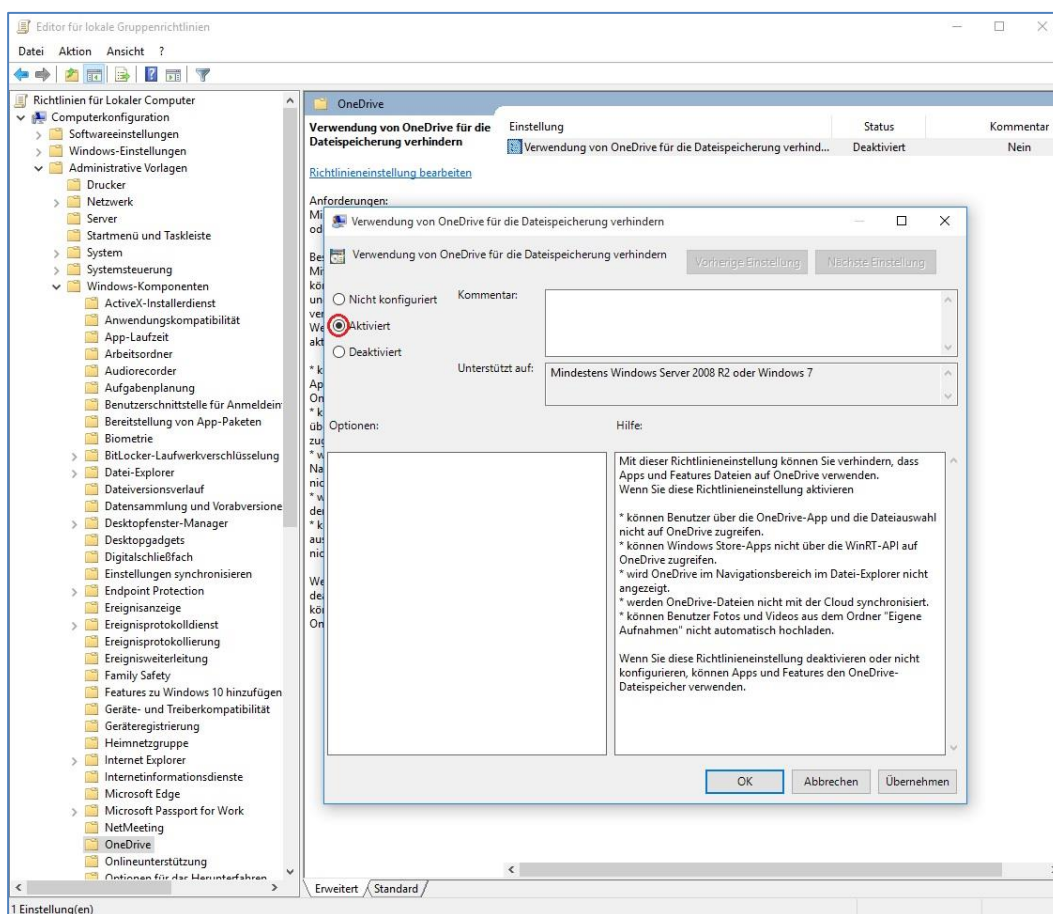 Editor für lokale Gruppenrichtlinien
Datei Aktion Ansicht ?
Richtlinien für Lokaler Computer
Computerkonfiguration
Softwareeinstellungen
Windows-Einstellungen
Administrative Vorlagen
Drucker
Netzwerk
Server
Startmenü und Taskleiste
System
Systemsteuerung
Windows-Komponenten
ActiveX-Installerdienst
Anwendungskompatibilität
App-Laufzeit
Arbeitsordner
Audiorecorder
Aufgabenplanung
Benutzerschnittstelle für Anmeldein
Bereitstellung von App-Paketen
Biometrie
BitLocker-Laufwerkverschlüsselung
Datei-Explorer
Dateiversionsverlauf
Datensammlung und Vorabversione
Desktopfenster-Manager
Desktopgadgets
Digitalschließfach
Einstellungen synchronisieren
Endpoint Protection
Ereignisanzeige
Ereignisprotokolldienst
Ereignisprotokollierung
Ereignisweiterleitung
Family Safety
Features zu Windows 10 hinzufügen
Geräte- und Treiberkompatibilität
Geräteregistrierung
Heimnetzgruppe
Internet Explorer
Internetinformationsdienste
Microsoft Edge
Microsoft Passport for Work
NetMeeting
OneDrive
Onlineunterstützung
Optionen für das Herunterfahren
OneDrive
Verwendung von OneDrive für die
Dateispeicherung verhindern
Richtlinieneinstellung bearbeiten
Anforderungen:
Einstellung Status Kommentar
Verwendung von OneDrive für die Dateispeicherung verhind... Deaktiviert Nein
Verwendung von OneDrive für die Dateispeicherung verhindern
Verwendung von OneDrive für die Dateispeicherung verhindern
Vorherige Einstellung Nächste Einstellung
Nicht konfiguriert
Aktiviert
Deaktiviert
Kommentar:
Unterstützt auf: Mindestens Windows Server 2008 R2 oder Windows 7
Optionen: Hilfe:
Mit dieser Richtlinieneinstellung können Sie verhindern, dass
Apps und Features Dateien auf OneDrive verwenden.
Wenn Sie diese Richtlinieneinstellung aktivieren
* können Benutzer über die OneDrive-App und die Dateiauswahl
nicht auf OneDrive zugreifen.
* können Windows Store-Apps nicht über die WinRT-API auf
OneDrive zugreifen.
* wird OneDrive im Navigationsbereich im Datei-Explorer nicht
angezeigt.
* werden OneDrive-Dateien nicht mit der Cloud synchronisiert.
* können Benutzer Fotos und Videos aus dem Ordner "Eigene
Aufnahmen" nicht automatisch hochladen.
Wenn Sie diese Richtlinieneinstellung deaktivieren oder nicht
konfigurieren, können Apps und Features den OneDrive-
Dateispeicher verwenden.
OK Abbrechen Übernehmen
Erweitert Standard
1 Einstellung(en)